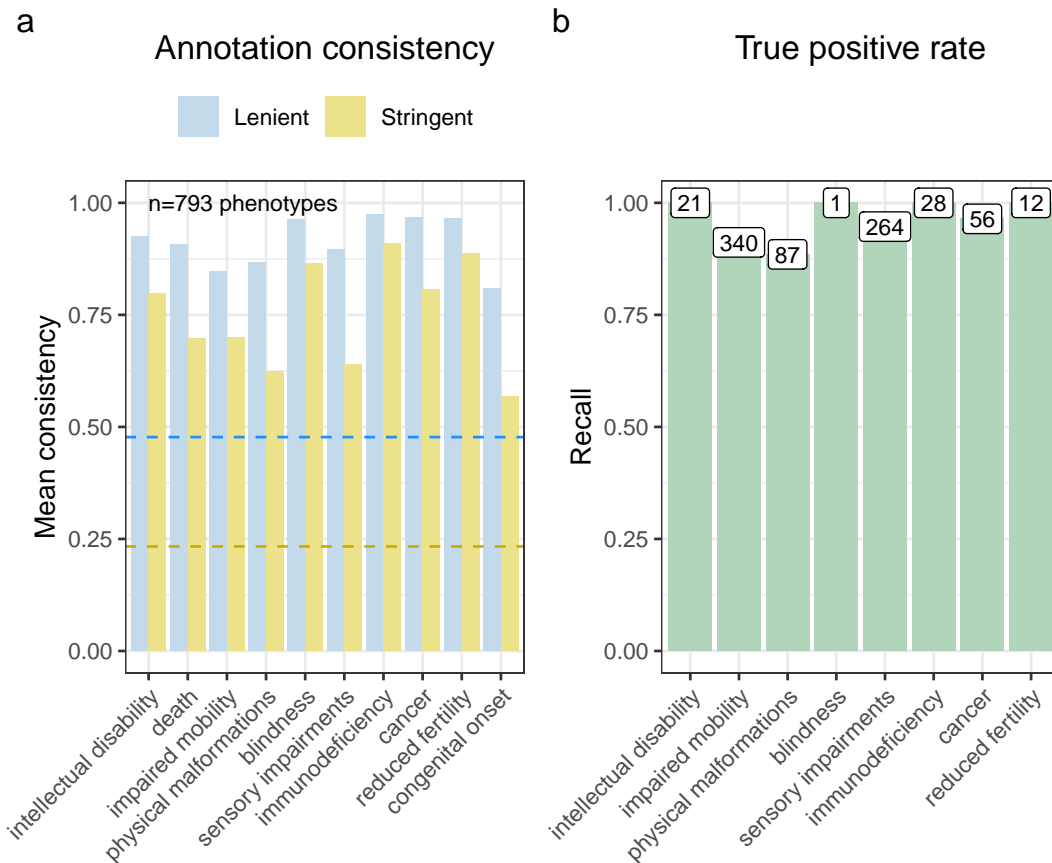 a
Annotation consistency
Lenient
Stringent
n=793 phenotypes
Mean consistency
1.00
0.75
0.50
0.25
0.00
intellectual disability
death
impaired mobility
physical malformations
blindness
sensory impairments
immunodeficiency
cancer
reduced fertility
congenital onset
b
True positive rate
Recall
1.00
0.75
0.50
0.25
0.00
21
340
87
1
264
28
56
12
intellectual disability
impaired mobility
physical malformations
blindness
sensory impairments
immunodeficiency
cancer
reduced fertility